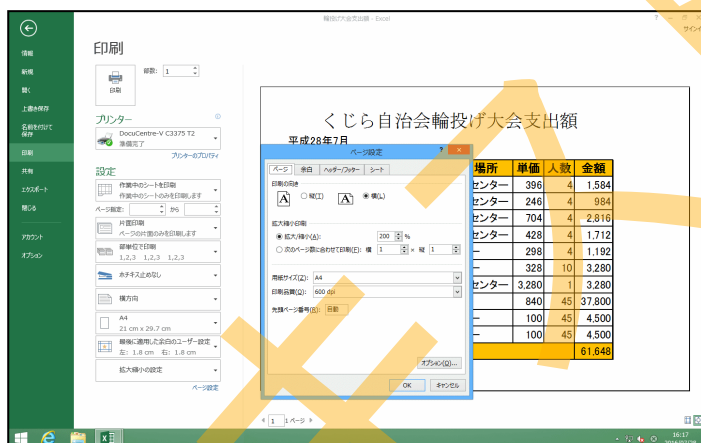 輪投げ大会支出額 - Excel
? – ×
サイン
情報
新規
開く
上書き保存
名前を付けて
保存
印刷
共有
エクスポート
閉じる
アカウント
オプション
印刷
印刷
部数: 1
プリンター
DocuCentre-V C3375 T2
準備完了
プリンターのプロパティ
設定
作業中のシートを印刷
作業中のシートのみを印刷します
ページ指定: から
片面印刷
ページの片面のみを印刷します
部単位で印刷
1,2,3 1,2,3 1,2,3
ホチキス止めなし
横方向
A4
21 cm x 29.7 cm
最後に適用した余白のユーザー設定
左: 1.8 cm 右: 1.8 cm
拡大縮小の設定
ページ設定
くじら自治会輪投げ大会支出額
平成28年7月
場所 単価 人数 金額
センター 396 4 1,584
センター 246 4 984
センター 704 4 2,816
センター 428 4 1,712
ー 298 4 1,192
ー 328 10 3,280
センター 3,280 1 3,280
840 45 37,800
ー 100 45 4,500
ー 100 45 4,500
61,648
ページ設定
? ×
ページ 余白 ヘッダー/フッター シート
印刷の向き
A 縦(T) A 横(L)
拡大縮小印刷
拡大/縮小(A): 200 %
次のページ数に合わせて印刷(F): 横 1 × 縦 1
用紙サイズ(Z): A4
印刷品質(Q): 600 dpi
先頭ページ番号(R): 自動
オプション(O)...
OK キャンセル
1 1 ページ
16:17